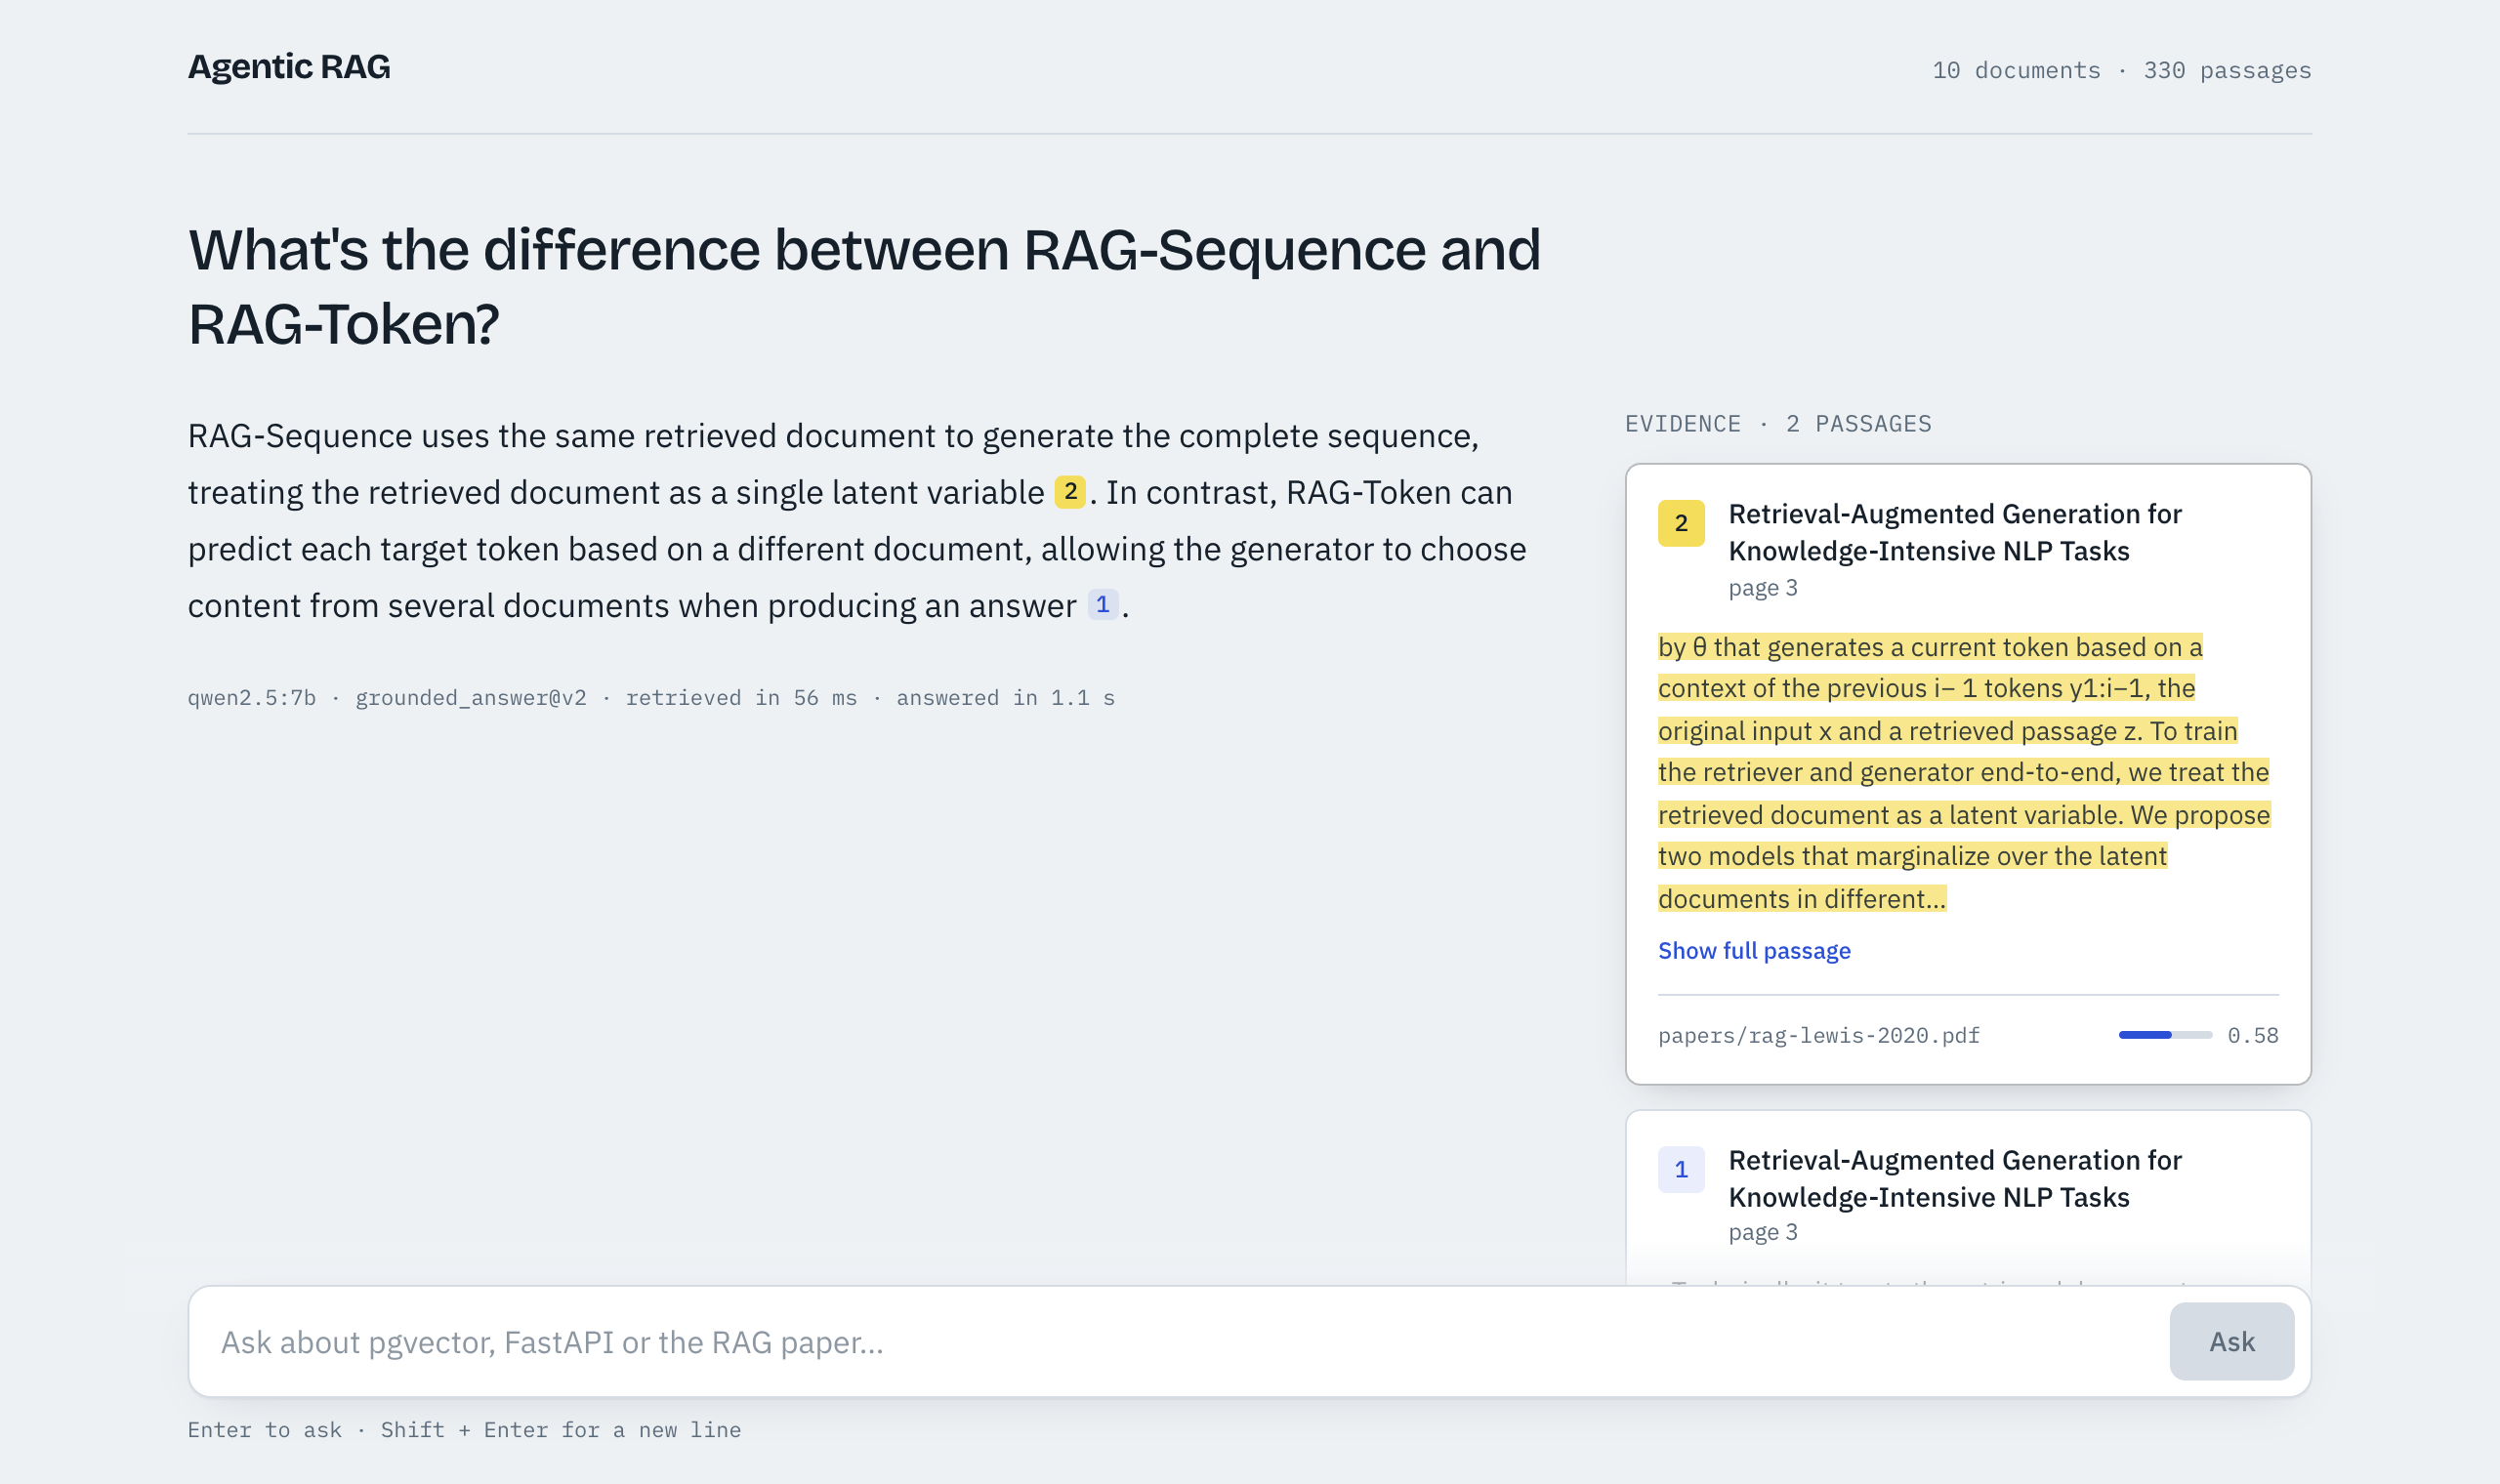 Agentic RAG
10 documents · 330 passages
What's the difference between RAG-Sequence and
RAG-Token?
RAG-Sequence uses the same retrieved document to generate the complete sequence,
treating the retrieved document as a single latent variable 2 . In contrast, RAG-Token can
predict each target token based on a different document, allowing the generator to choose
content from several documents when producing an answer 1 .
qwen2.5:7b · grounded_answer@v2 · retrieved in 56 ms · answered in 1.1 s
EVIDENCE · 2 PASSAGES
2
Retrieval-Augmented Generation for
Knowledge-Intensive NLP Tasks
page 3
by θ that generates a current token based on a
context of the previous i− 1 tokens y1:i−1, the
original input x and a retrieved passage z. To train
the retriever and generator end-to-end, we treat the
retrieved document as a latent variable. We propose
two models that marginalize over the latent
documents in different…
Show full passage
papers/rag-lewis-2020.pdf
0.58
1
Retrieval-Augmented Generation for
Knowledge-Intensive NLP Tasks
page 3
Ask about pgvector, FastAPI or the RAG paper…
Ask
Enter to ask · Shift + Enter for a new line